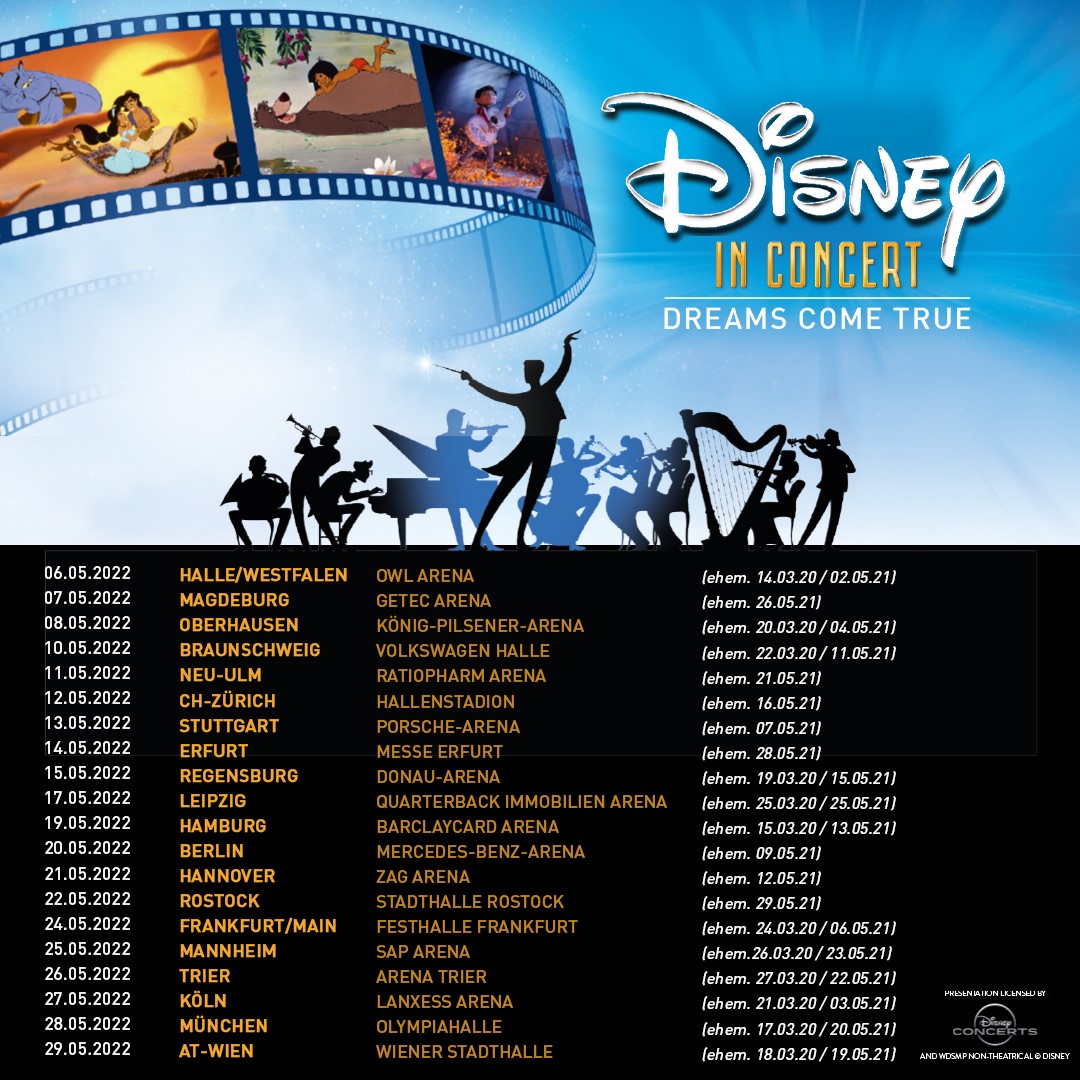 DISNEY
IN CONCERT
DREAMS COME TRUE
06.05.2022 HALLE/WESTFALEN OWL ARENA (ehem. 14.03.20 / 02.05.21)
07.05.2022 MAGDEBURG GETEC ARENA (ehem. 26.05.21)
08.05.2022 OBERHAUSEN KÖNIG-PILSENER-ARENA (ehem. 20.03.20 / 04.05.21)
10.05.2022 BRAUNSCHWEIG VOLKSWAGEN HALLE (ehem. 22.03.20 / 11.05.21)
11.05.2022 NEU-ULM RATIOPHARM ARENA (ehem. 21.05.21)
12.05.2022 CH-ZÜRICH HALLENSTADION (ehem. 16.05.21)
13.05.2022 STUTTGART PORSCHE-ARENA (ehem. 07.05.21)
14.05.2022 ERFURT MESSE ERFURT (ehem. 28.05.21)
15.05.2022 REGENSBURG DONAU-ARENA (ehem. 19.03.20 / 15.05.21)
17.05.2022 LEIPZIG QUARTERBACK IMMOBILIEN ARENA (ehem. 25.03.20 / 25.05.21)
19.05.2022 HAMBURG BARCLAYCARD ARENA (ehem. 15.03.20 / 13.05.21)
20.05.2022 BERLIN MERCEDES-BENZ-ARENA (ehem. 09.05.21)
21.05.2022 HANNOVER ZAG ARENA (ehem. 12.05.21)
22.05.2022 ROSTOCK STADTHALLE ROSTOCK (ehem. 29.05.21)
24.05.2022 FRANKFURT/MAIN FESTHALLE FRANKFURT (ehem. 24.03.20 / 06.05.21)
25.05.2022 MANNHEIM SAP ARENA (ehem.26.03.20 / 23.05.21)
26.05.2022 TRIER ARENA TRIER (ehem. 27.03.20 / 22.05.21)
27.05.2022 KÖLN LANXESS ARENA (ehem. 21.03.20 / 03.05.21)
28.05.2022 MÜNCHEN OLYMPIAHALLE (ehem. 17.03.20 / 20.05.21)
29.05.2022 AT-WIEN WIENER STADTHALLE (ehem. 18.03.20 / 19.05.21)
PRESENTATION LICENSED BY
Disney
CONCERTS
AND WDSMP NON-THEATRICAL © DISNEY